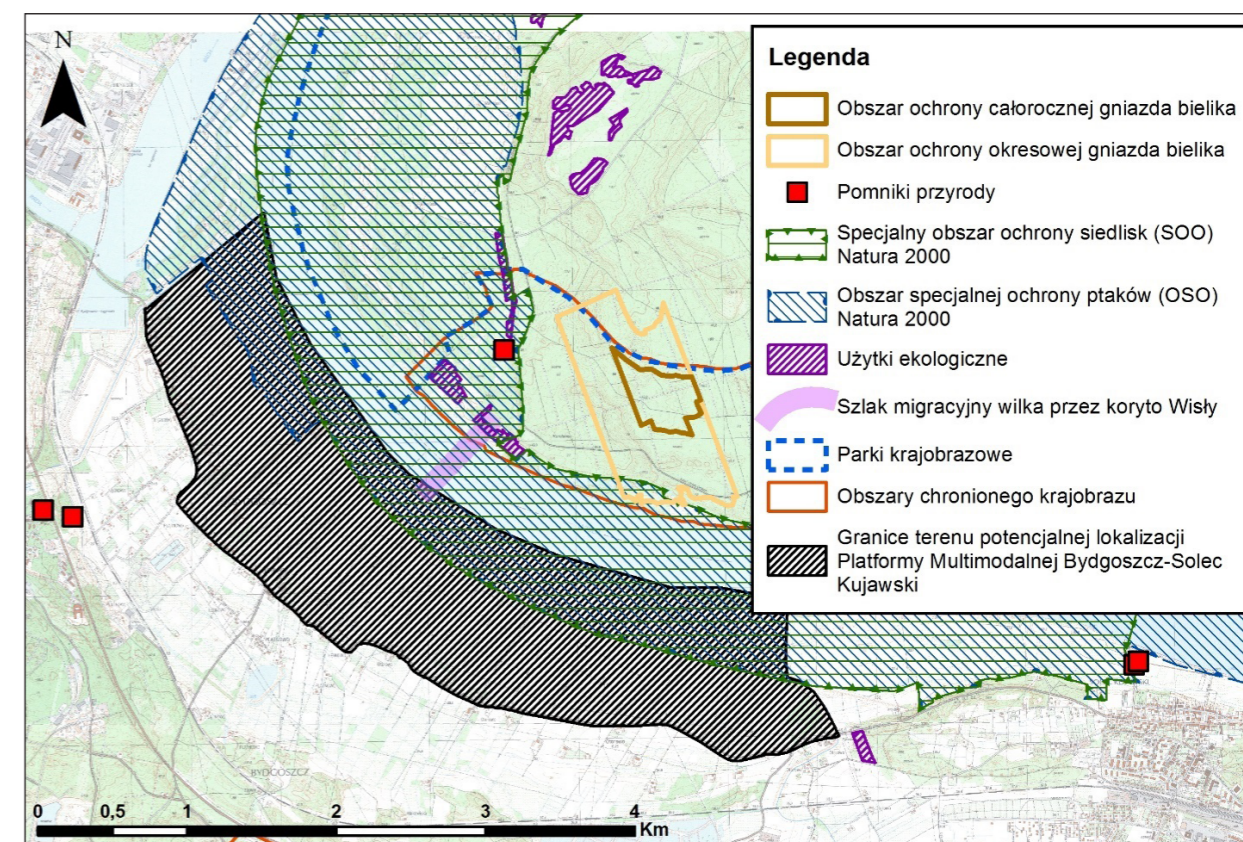 N
Legenda
Obszar ochrony całorocznej gniazda bielika
Obszar ochrony okresowej gniazda bielika
Pomniki przyrody
Specjalny obszar ochrony siedlisk (SOO)
Natura 2000
Obszar specjalnej ochrony ptaków (OSO)
Natura 2000
Użytki ekologiczne
Szlak migracyjny wilka przez koryto Wisły
Parki krajobrazowe
Obszary chronionego krajobrazu
Granice terenu potencjalnej lokalizacji
Platformy Multimodalnej Bydgoszcz-Solec
Kujawski
BYDGOSZCZ
0 0,5 1 2 3 4
Km